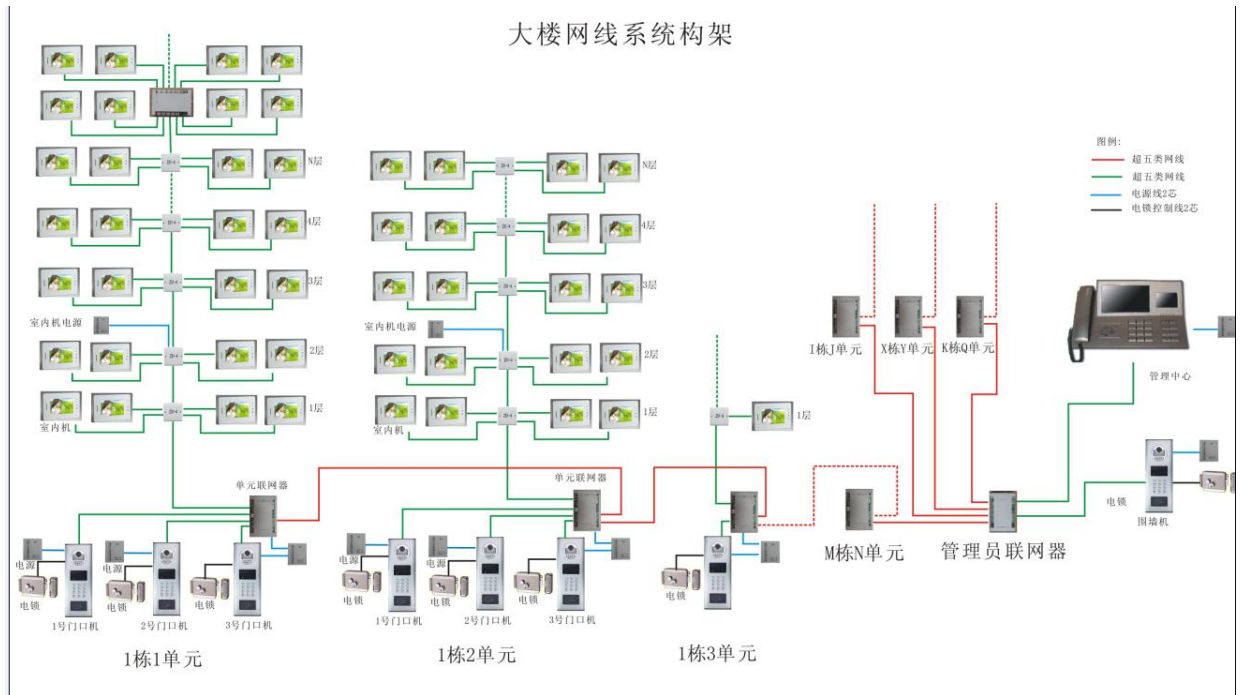 大楼网线系统构架
图例:
超五类网线
超五类网线
电源线2芯
电锁控制线2芯
N层
4层
3层
室内机电源
2层
1层
室内机
N层
4层
3层
室内机电源
2层
1层
室内机
1层
I栋J单元
X栋Y单元
K栋Q单元
管理中心
单元联网器
单元联网器
电锁
围墙机
M栋N单元
管理员联网器
电源
电锁
电源
电锁
电锁
1号门口机
2号门口机
3号门口机
电源
电锁
电源
电锁
电锁
1号门口机
2号门口机
3号门口机
电锁
1栋1单元
1栋2单元
1栋3单元